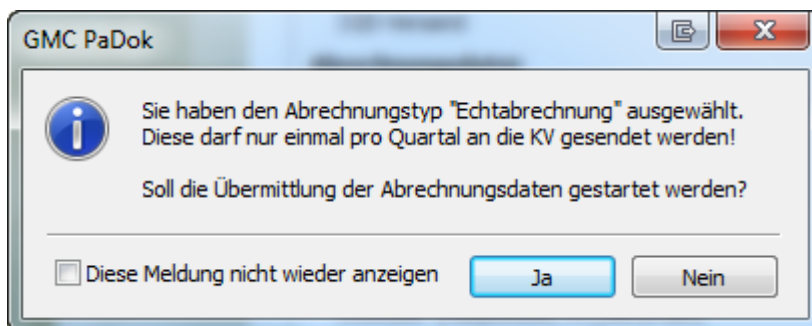 GMC PaDok
Sie haben den Abrechnungstyp "Echtabrechnung" ausgewählt.
Diese darf nur einmal pro Quartal an die KV gesendet werden!
Soll die Übermittlung der Abrechnungsdaten gestartet werden?
Diese Meldung nicht wieder anzeigen
Ja
Nein